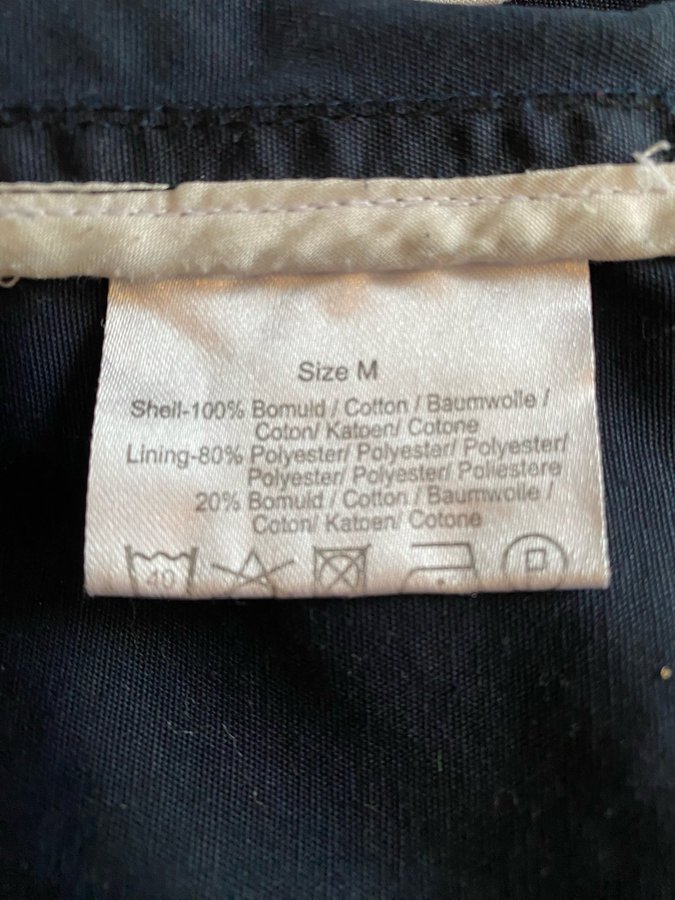 Size M
Shell-100% Bomuld / Cotton / Baumwolle /
Coton/ Katoen/ Cotone
Lining-80% Polyester/ Polyester/ Polyester/
Polyester/ Polyester/ Poliestere
20% Bomuld / Cotton / Baumwolle /
Coton/ Katoen/ Cotone
40
P